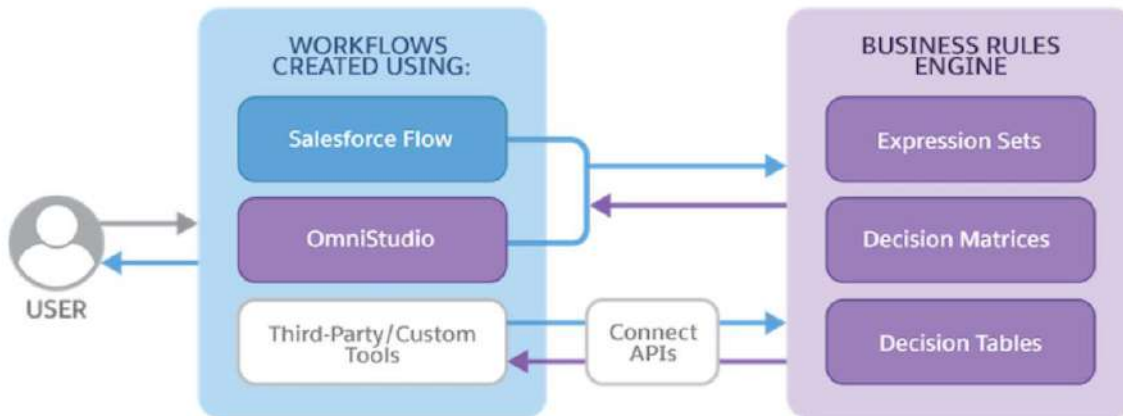 WORKFLOWS
CREATED USING:
Salesforce Flow
OmniStudio
Third-Party/Custom
Tools
USER
Connect
APIs
BUSINESS RULES
ENGINE
Expression Sets
Decision Matrices
Decision Tables